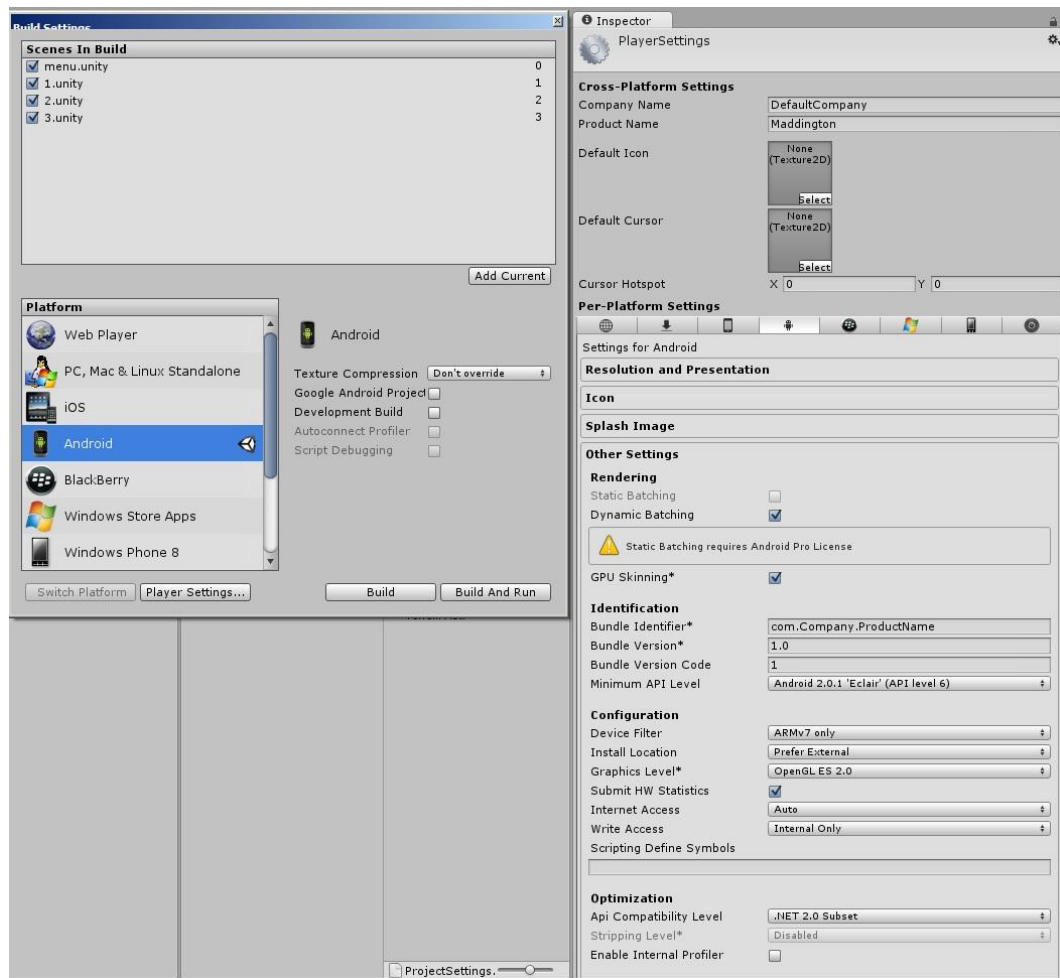 Build Settings
Scenes In Build
menu.unity 0
1.unity 1
2.unity 2
3.unity 3
Add Current
Platform
Web Player
PC, Mac & Linux Standalone
iOS
Android
BlackBerry
Windows Store Apps
Windows Phone 8
Android
Texture Compression Don't override
Google Android Project
Development Build
Autoconnect Profiler
Script Debugging
Switch Platform Player Settings... Build Build And Run
ProjectSettings.
Inspector
PlayerSettings
Cross-Platform Settings
Company Name DefaultCompany
Product Name Maddington
Default Icon None
(Texture2D)
Select
Default Cursor None
(Texture2D)
Select
Cursor Hotspot X 0 Y 0
Per-Platform Settings
Settings for Android
Resolution and Presentation
Icon
Splash Image
Other Settings
Rendering
Static Batching
Dynamic Batching
Static Batching requires Android Pro License
GPU Skinning*
Identification
Bundle Identifier* com.Company.ProductName
Bundle Version* 1.0
Bundle Version Code 1
Minimum API Level Android 2.0.1 'Eclair' (API level 6)
Configuration
Device Filter ARMv7 only
Install Location Prefer External
Graphics Level* OpenGL ES 2.0
Submit HW Statistics
Internet Access Auto
Write Access Internal Only
Scripting Define Symbols
Optimization
Api Compatibility Level .NET 2.0 Subset
Stripping Level* Disabled
Enable Internal Profiler